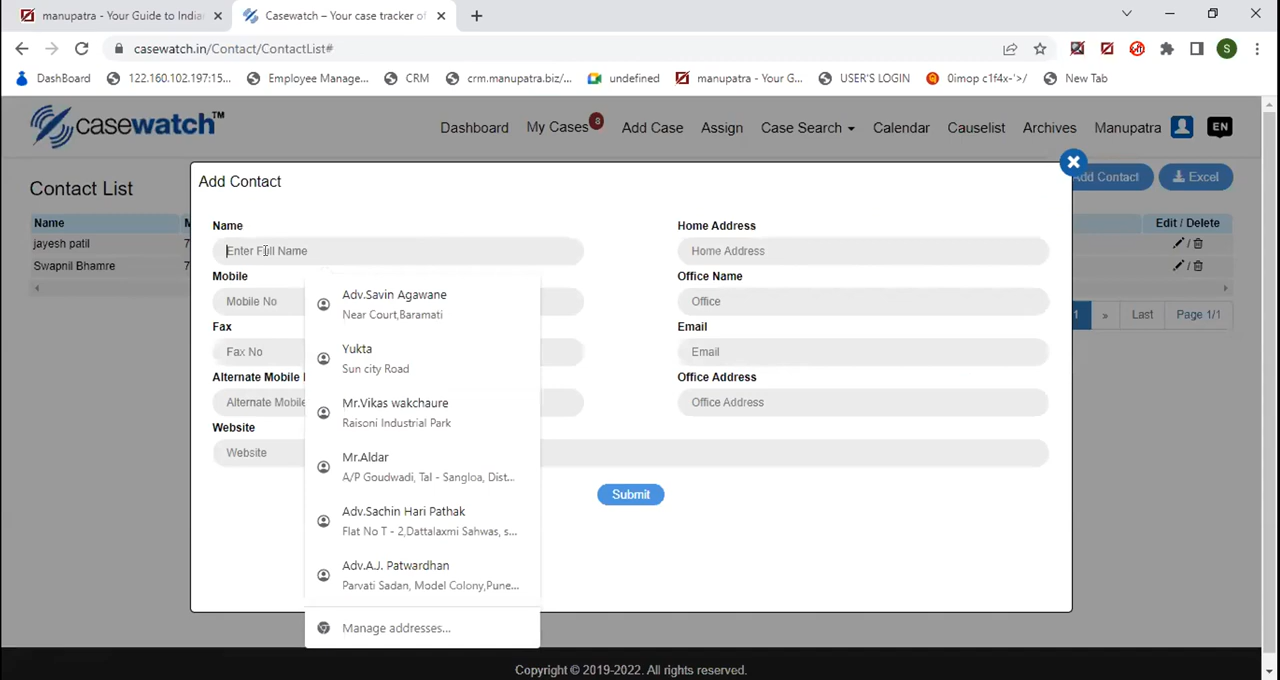 manupatra - Your Guide to India
Casewatch – Your case tracker of
casewatch.in/Contact/ContactList#
S
DashBoard
122.160.102.197:15...
Employee Manage...
CRM
crm.manupatra.biz/...
undefined
manupatra - Your G...
USER'S LOGIN
0imop c1f4x-'>/
New Tab
casewatch™
Dashboard
My Cases 8
Add Case
Assign
Case Search
Calendar
Causelist
Archives
Manupatra
EN
Contact List
Add Contact
Excel
Name
Edit / Delete
jayesh patil 7
/
Swapnil Bhamre 7
/
1
»
Last
Page 1/1
Add Contact
Name
Enter Full Name
Home Address
Home Address
Mobile
Mobile No
Office Name
Office
Fax
Fax No
Email
Email
Alternate Mobile
Alternate Mobile
Office Address
Office Address
Website
Website
Submit
Adv.Savin Agawane
Near Court,Baramati
Yukta
Sun city Road
Mr.Vikas wakchaure
Raisoni Industrial Park
Mr.Aldar
A/P Goudwadi, Tal - Sangloa, Dist...
Adv.Sachin Hari Pathak
Flat No T - 2,Dattalaxmi Sahwas, s...
Adv.A.J. Patwardhan
Parvati Sadan, Model Colony,Pune...
Manage addresses...
Copyright © 2019-2022. All rights reserved.